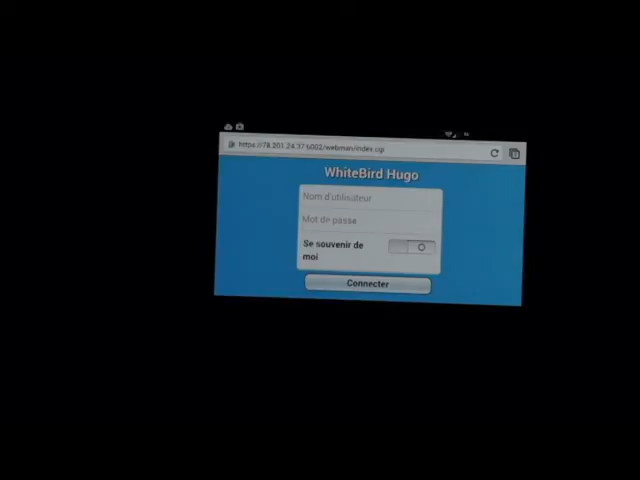 WhiteBird Hugo
Nom d'utilisateur
Mot de passe
Se souvenir de
moi
Connecter